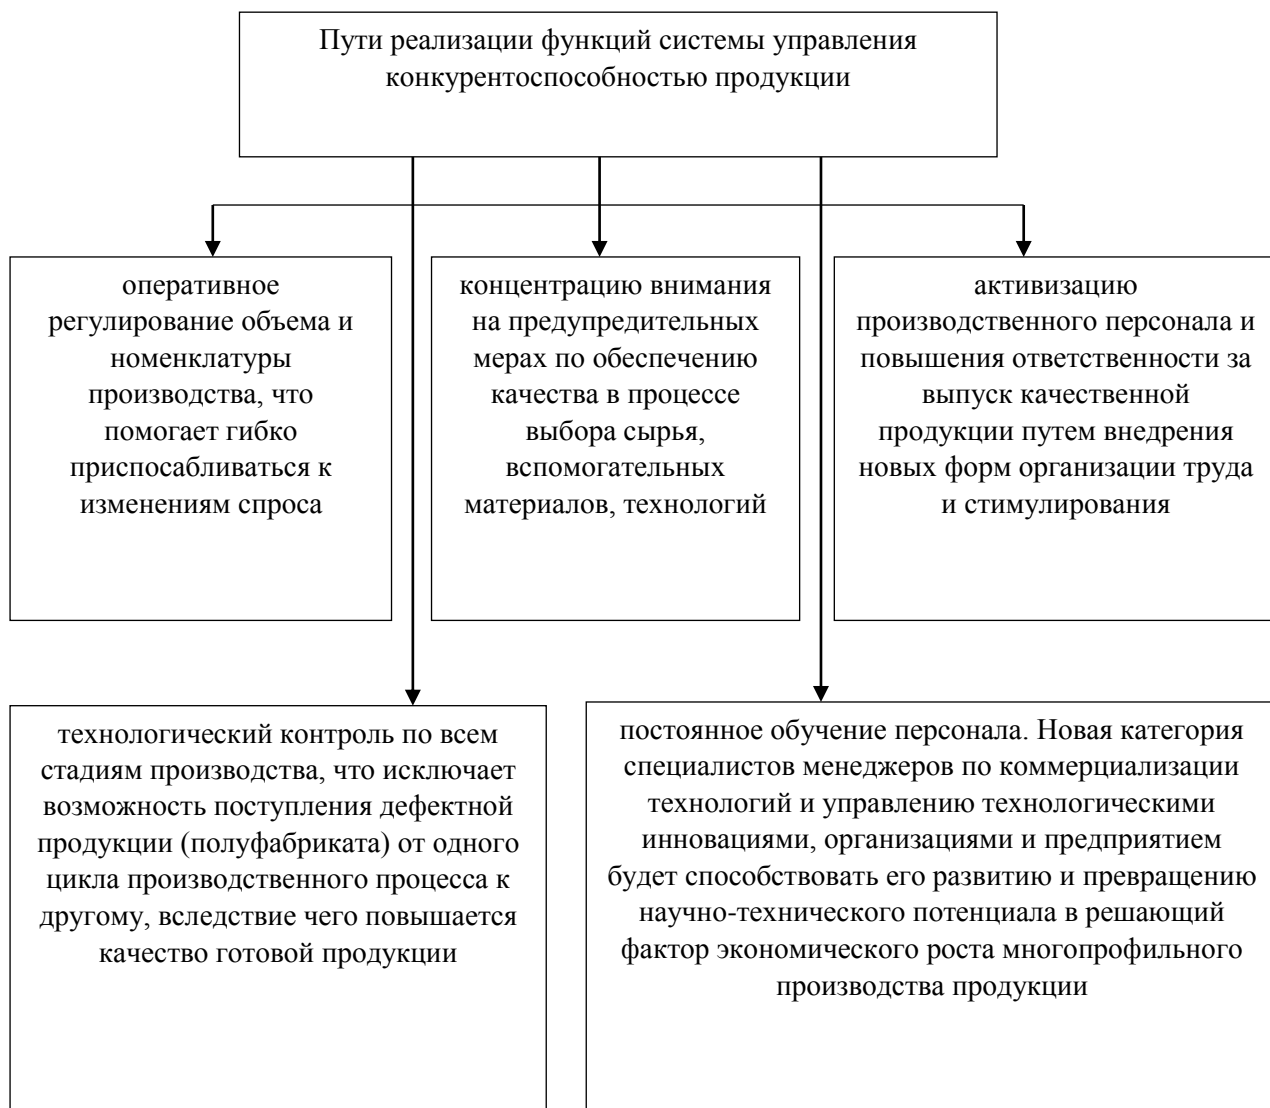 Пути реализации функций системы управления
конкурентоспособностью продукции
оперативное
регулирование объема и
номенклатуры
производства, что
помогает гибко
приспосабливаться к
изменениям спроса
концентрацию внимания
на предупредительных
мерах по обеспечению
качества в процессе
выбора сырья,
вспомогательных
материалов, технологий
активизацию
производственного персонала и
повышения ответственности за
выпуск качественной
продукции путем внедрения
новых форм организации труда
и стимулирования
технологический контроль по всем
стадиям производства, что исключает
возможность поступления дефектной
продукции (полуфабриката) от одного
цикла производственного процесса к
другому, вследствие чего повышается
качество готовой продукции
постоянное обучение персонала. Новая категория
специалистов менеджеров по коммерциализации
технологий и управлению технологическими
инновациями, организациями и предприятием
будет способствовать его развитию и превращению
научно-технического потенциала в решающий
фактор экономического роста многопрофильного
производства продукции